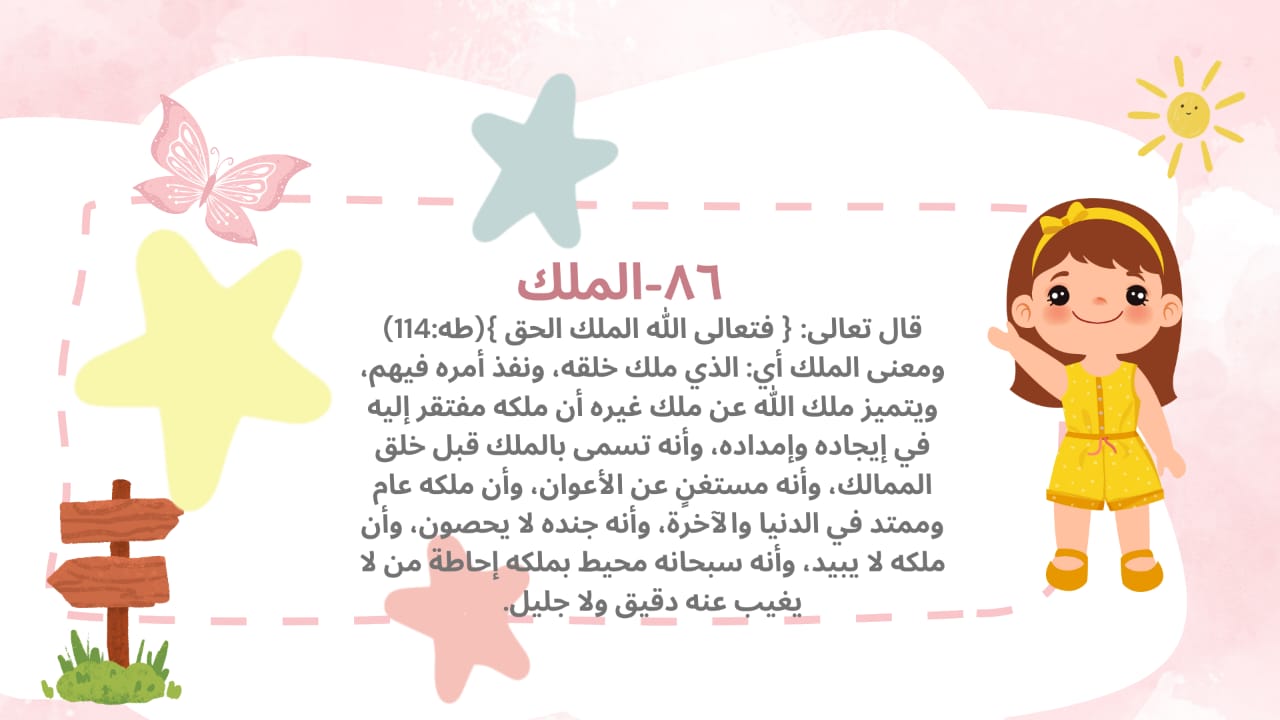 ٨٦-الملك
قال تعالى: { فتعالى الله الملك الحق }(طه:114)
ومعنى الملك أي: الذي ملك خلقه، ونفذ أمره فيهم،
ويتميز ملك الله عن ملك غيره أن ملكه مفتقر إليه
في إيجاده وإمداده، وأنه تسمى بالملك قبل خلق
الممالك، وأنه مستغنٍ عن الأعوان، وأن ملكه عام
وممتد في الدنيا والآخرة، وأنه جنده لا يحصون، وأن
ملكه لا يبيد، وأنه سبحانه محيط بملكه إحاطة من لا
يغيب عنه دقيق ولا جليل.